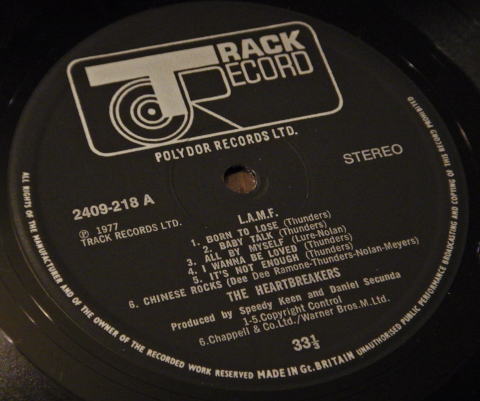 TRACK
RECORD
POLYDOR RECORDS LTD.
STEREO
2409-218 A
℗ 1977
TRACK RECORDS LTD.
L.A.M.F.
1. BORN TO LOSE (Thunders)
2. BABY TALK (Thunders)
3. ALL BY MYSELF (Lure-Nolan)
4. I WANNA BE LOVED (Thunders)
5. IT'S NOT ENOUGH (Thunders)
6. CHINESE ROCKS (Dee Dee Ramone-Thunders-Nolan-Meyers)
THE HEARTBREAKERS
Produced by Speedy Keen and Daniel Secunda
1-5.Copyright Control
6.Chappell & Co.Ltd./Warner Bros.M.Ltd.
33⅓
ALL RIGHTS OF THE MANUFACTURER AND OF THE OWNER OF THE RECORDED WORK RESERVED MADE IN Gt.BRITAIN UNAUTHORISED PUBLIC PERFORMANCE BROADCASTING AND COPYING OF THIS RECORD PROHIBITED